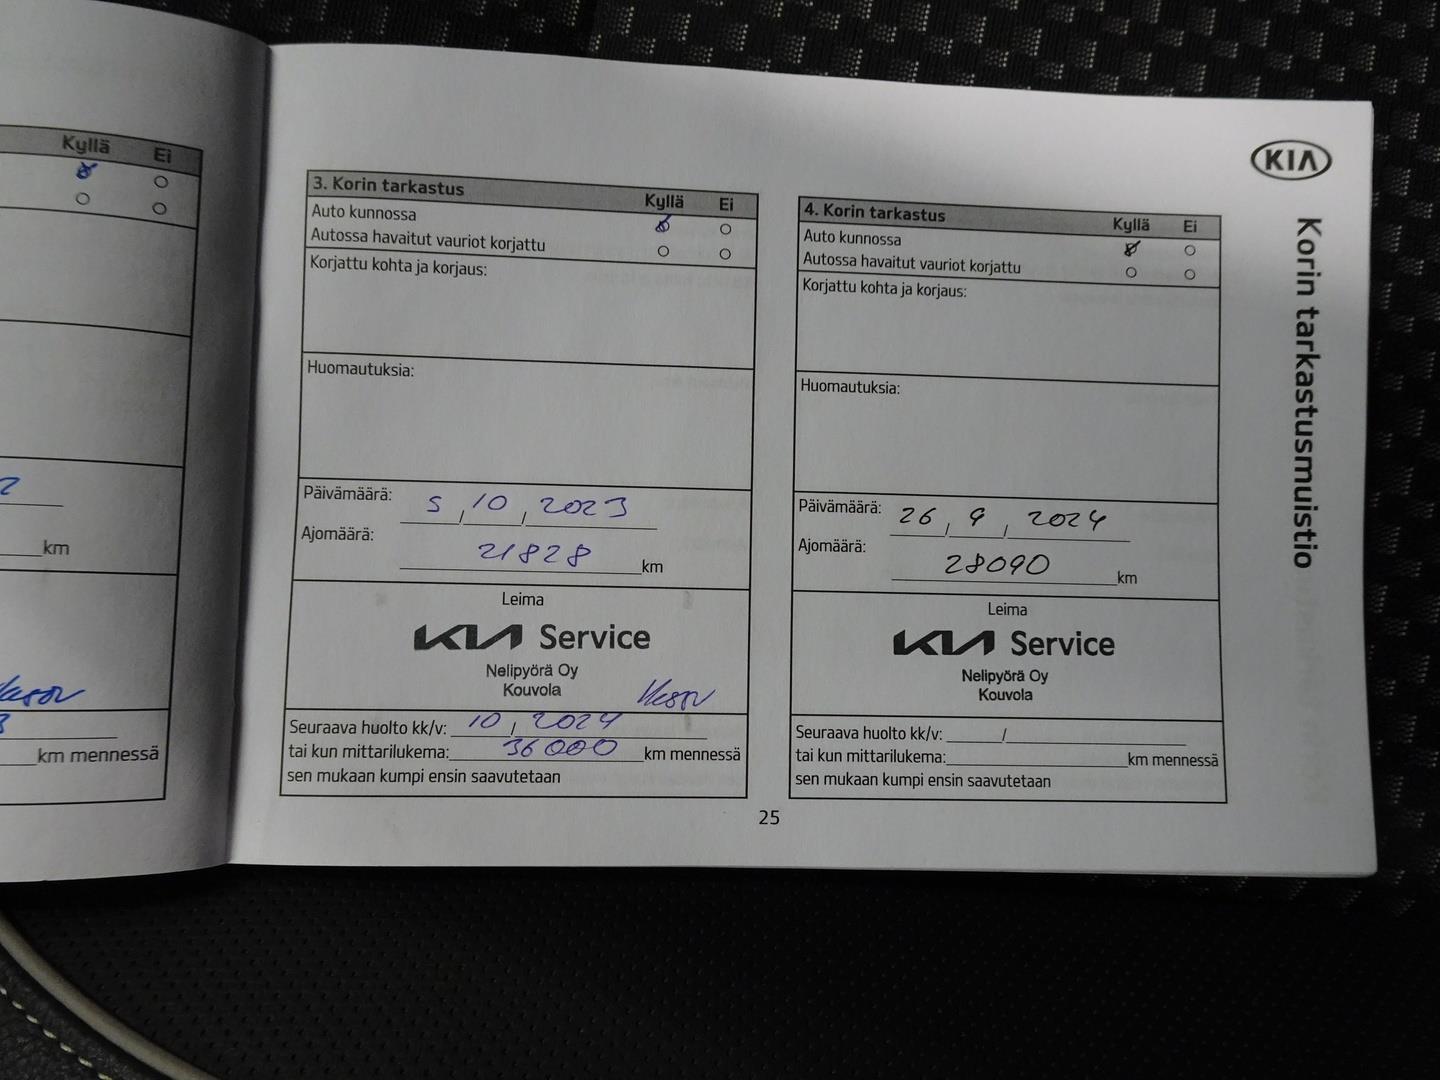 Kyllä Ei
km
km mennessä
3. Korin tarkastus
Kyllä Ei
Auto kunnossa
Autossa havaitut vauriot korjattu
Korjattu kohta ja korjaus:
Huomautuksia:
Päivämäärä: 5, 10, 2023
Ajomäärä:
21828 km
Leima
KIA Service
Nelipyörä Oy
Kouvola
Seuraava huolto kk/v: 10 / 2024
tai kun mittarilukema: 36000 km mennessä
sen mukaan kumpi ensin saavutetaan
4. Korin tarkastus
Kyllä Ei
Auto kunnossa
Autossa havaitut vauriot korjattu
Korjattu kohta ja korjaus:
Huomautuksia:
Päivämäärä: 26, 9, 2024
Ajomäärä:
28090 km
Leima
KIA Service
Nelipyörä Oy
Kouvola
Seuraava huolto kk/v: /
tai kun mittarilukema: km mennessä
sen mukaan kumpi ensin saavutetaan
25
KIA
Korin tarkastusmuistio